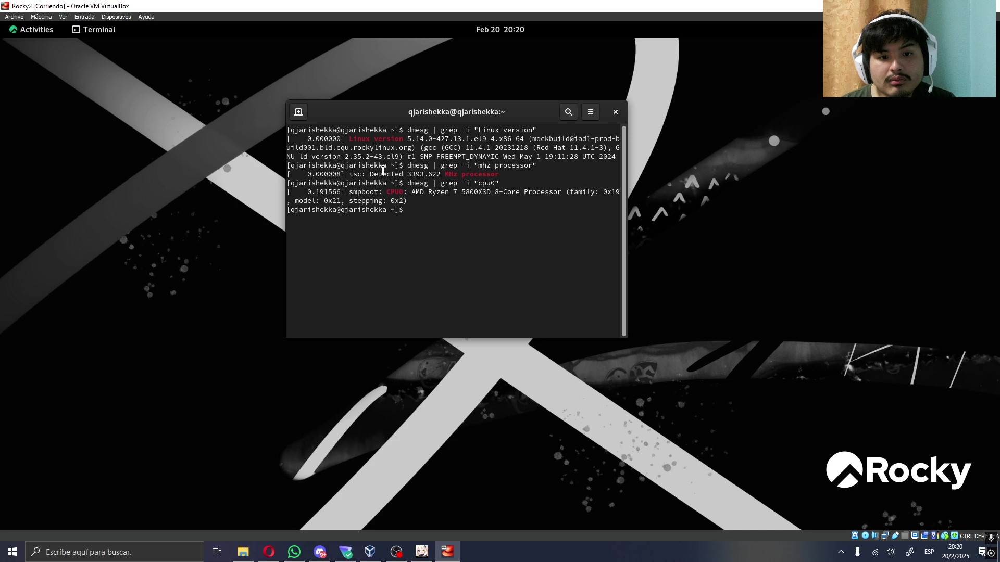 Rocky2 [Corriendo] - Oracle VM VirtualBox
Archivo Máquina Ver Entrada Dispositivos Ayuda
Activities Terminal Feb 20 20:20
qjarishekka@qjarishekka:~
[qjarishekka@qjarishekka ~]$ dmesg | grep -i "Linux version"
[    0.000000] Linux version 5.14.0-427.13.1.el9_4.x86_64 (mockbuild@iad1-prod-b
uild001.bld.equ.rockylinux.org) (gcc (GCC) 11.4.1 20231218 (Red Hat 11.4.1-3), G
NU ld version 2.35.2-43.el9) #1 SMP PREEMPT_DYNAMIC Wed May 1 19:11:28 UTC 2024
[qjarishekka@qjarishekka ~]$ dmesg | grep -i "mhz processor"
[    0.000008] tsc: Detected 3393.622 MHz processor
[qjarishekka@qjarishekka ~]$ dmesg | grep -i "cpu0"
[    0.191566] smpboot: CPU0: AMD Ryzen 7 5800X3D 8-Core Processor (family: 0x19
, model: 0x21, stepping: 0x2)
[qjarishekka@qjarishekka ~]$
Rocky
CTRL DERECHA
Escribe aquí para buscar.
9+
64
ESP
20:20
20/2/2025